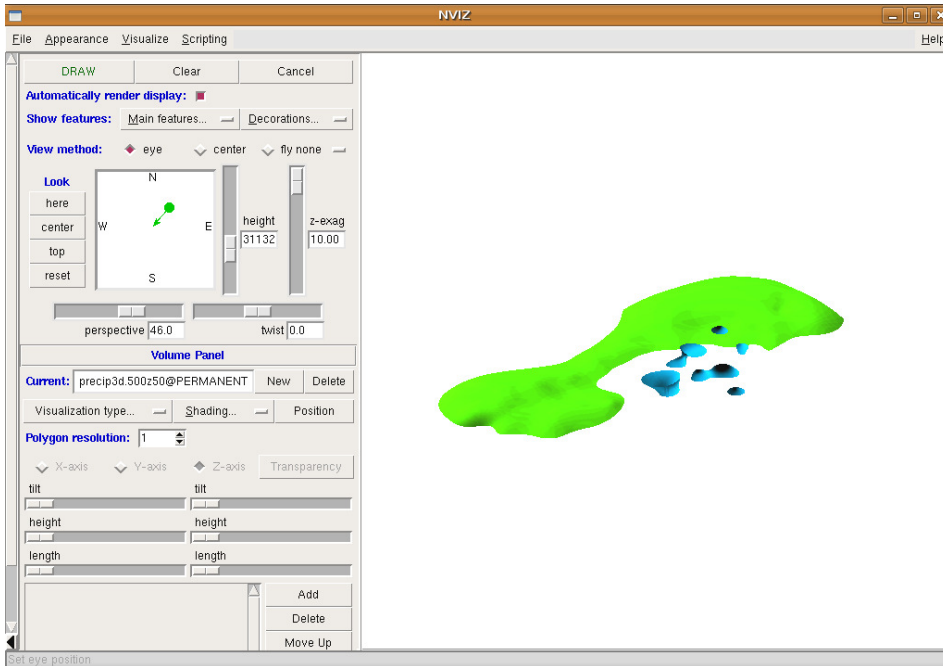 NVIZ
File Appearance Visualize Scripting Help
DRAW Clear Cancel
Automatically render display:
Show features: Main features... Decorations...
View method: eye center fly none
Look
here
center
top
reset
N
W E
S
height
31132
z-exag
10.00
perspective 46.0 twist 0.0
Volume Panel
Current: precip3d.500z50@PERMANENT New Delete
Visualization type... Shading... Position
Polygon resolution: 1
X-axis Y-axis Z-axis Transparency
tilt tilt
height height
length length
Add
Delete
Move Up
Set eye position